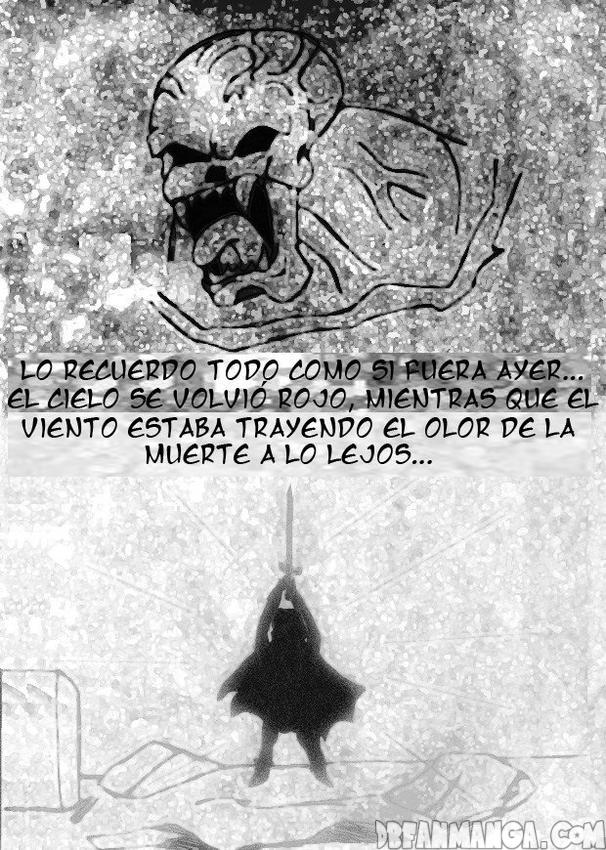 LO RECUERDO TODO COMO SI FUERA AYER...
EL CIELO SE VOLVIÓ ROJO, MIENTRAS QUE EL
VIENTO ESTABA TRAYENDO EL OLOR DE LA
MUERTE A LO LEJOS...
DBFANMANGA.COM